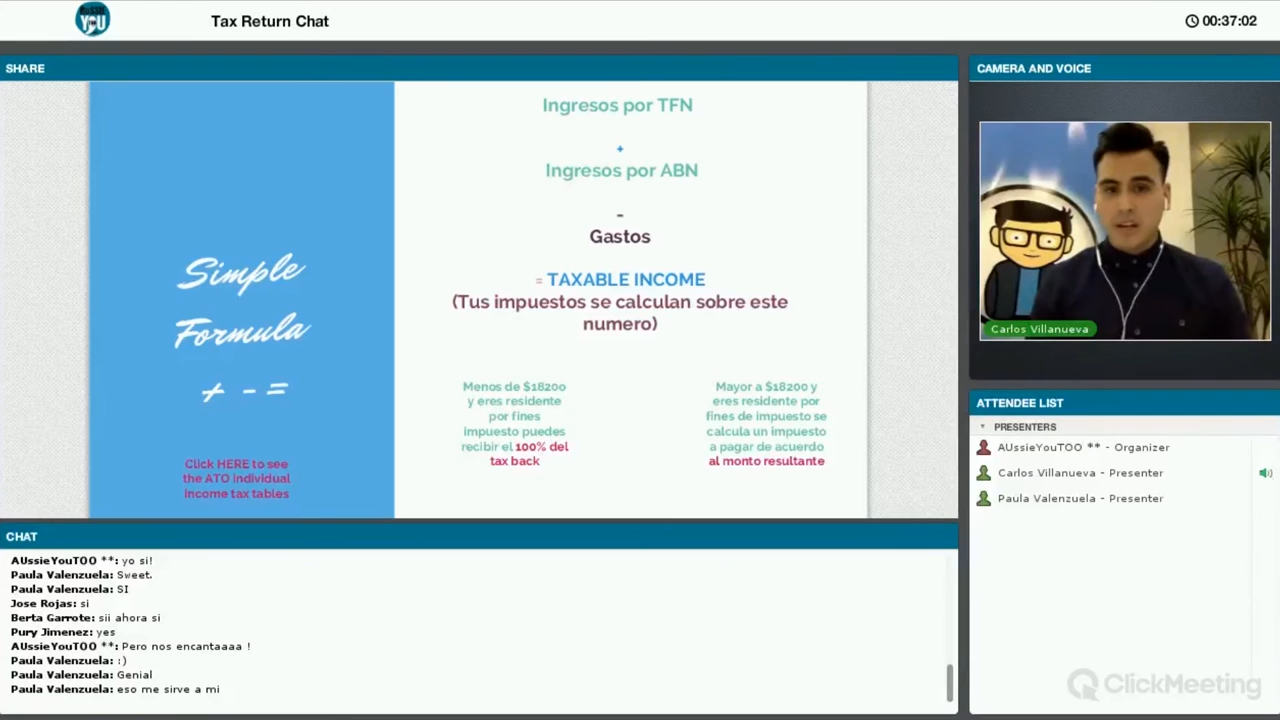 AUSSIE
YOU
TOO
Tax Return Chat
00:37:02
SHARE
Simple
Formula
+ - =
Click HERE to see
the ATO individual
income tax tables
Ingresos por TFN
+
Ingresos por ABN
-
Gastos
= TAXABLE INCOME
(Tus impuestos se calculan sobre este
numero)
Menos de $18200
y eres residente
por fines
impuesto puedes
recibir el 100% del
tax back
Mayor a $18200 y
eres residente por
fines de impuesto se
calcula un impuesto
a pagar de acuerdo
al monto resultante
CAMERA AND VOICE
Carlos Villanueva
ATTENDEE LIST
PRESENTERS
AUssieYouTOO ** - Organizer
Carlos Villanueva - Presenter
Paula Valenzuela - Presenter
CHAT
AUssieYouTOO **: yo si!
Paula Valenzuela: Sweet.
Paula Valenzuela: SI
Jose Rojas: si
Berta Garrote: sii ahora si
Pury Jimenez: yes
AUssieYouTOO **: Pero nos encantaaaa !
Paula Valenzuela: :)
Paula Valenzuela: Genial
Paula Valenzuela: eso me sirve a mi
ClickMeeting